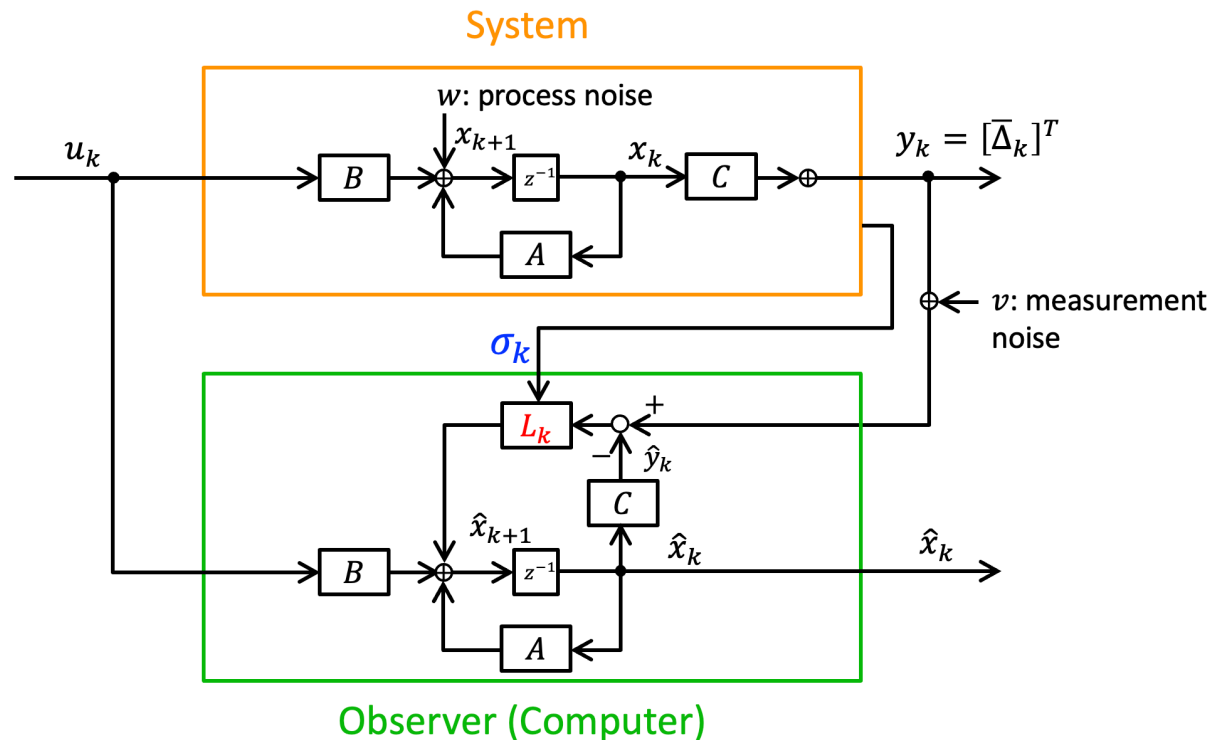 System
w: process noise
u_k
x_{k+1}
x_k
y_k = [\overline{Δ}_k]^T
B
z^{-1}
C
A
v: measurement
noise
σ_k
L_k
+
−
ŷ_k
C
x̂_{k+1}
x̂_k
x̂_k
B
z^{-1}
A
Observer (Computer)